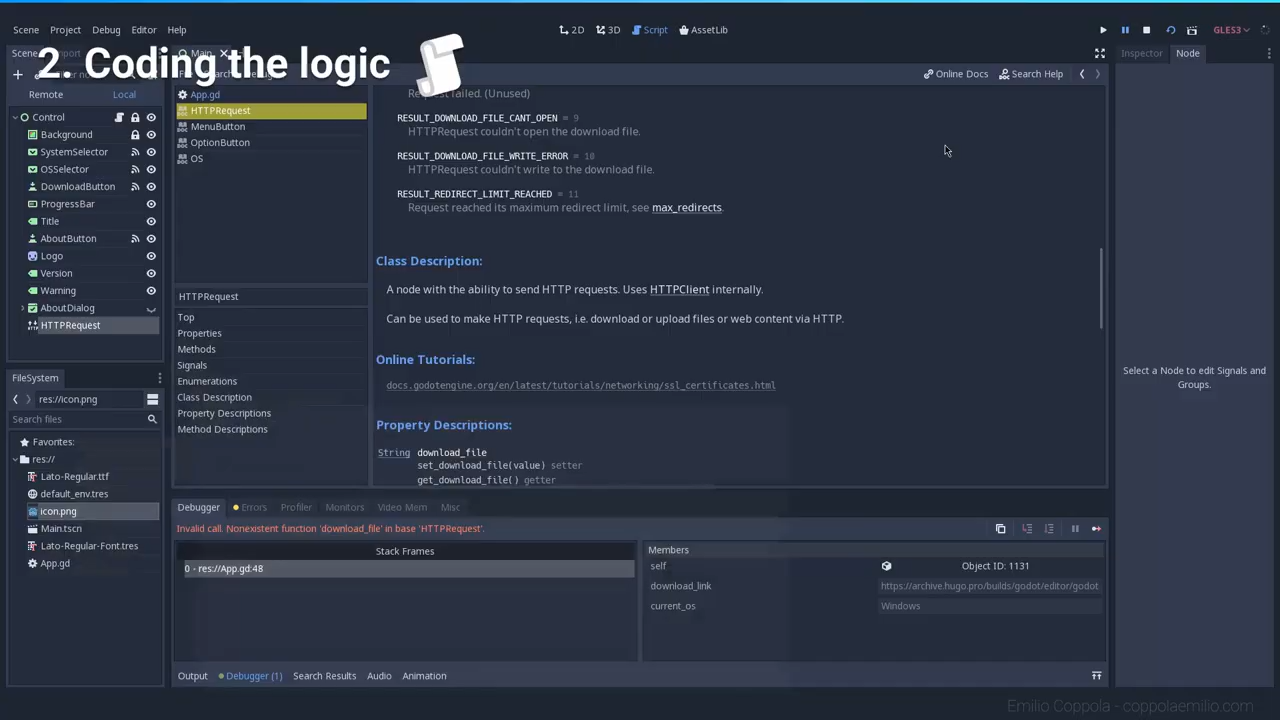 Scene Project Debug Editor Help
2D 3D Script AssetLib
GLES3
2. Coding the logic
Scene Import
Main
Inspector Node
Online Docs Search Help
Remote Local
Control
Background
SystemSelector
OSSelector
DownloadButton
ProgressBar
Title
AboutButton
Logo
Version
Warning
AboutDialog
HTTPRequest
App.gd
HTTPRequest
MenuButton
OptionButton
OS
HTTPRequest
Top
Properties
Methods
Signals
Enumerations
Class Description
Property Descriptions
Method Descriptions
Request failed. (Unused)
RESULT_DOWNLOAD_FILE_CANT_OPEN = 9
HTTPRequest couldn't open the download file.
RESULT_DOWNLOAD_FILE_WRITE_ERROR = 10
HTTPRequest couldn't write to the download file.
RESULT_REDIRECT_LIMIT_REACHED = 11
Request reached its maximum redirect limit, see max_redirects.
Class Description:
A node with the ability to send HTTP requests. Uses HTTPClient internally.
Can be used to make HTTP requests, i.e. download or upload files or web content via HTTP.
Online Tutorials:
docs.godotengine.org/en/latest/tutorials/networking/ssl_certificates.html
Property Descriptions:
String download_file
set_download_file(value) setter
get_download_file() getter
Select a Node to edit Signals and
Groups.
FileSystem
res://icon.png
Search files
Favorites:
res://
Lato-Regular.ttf
default_env.tres
icon.png
Main.tscn
Lato-Regular-Font.tres
App.gd
Debugger Errors Profiler Monitors Video Mem Misc
Invalid call. Nonexistent function 'download_file' in base 'HTTPRequest'.
Stack Frames
0 - res://App.gd:48
Members
self Object ID: 1131
download_link https://archive.hugo.pro/builds/godot/editor/godot
current_os Windows
Output Debugger (1) Search Results Audio Animation
Emilio Coppola - coppolaemilio.com